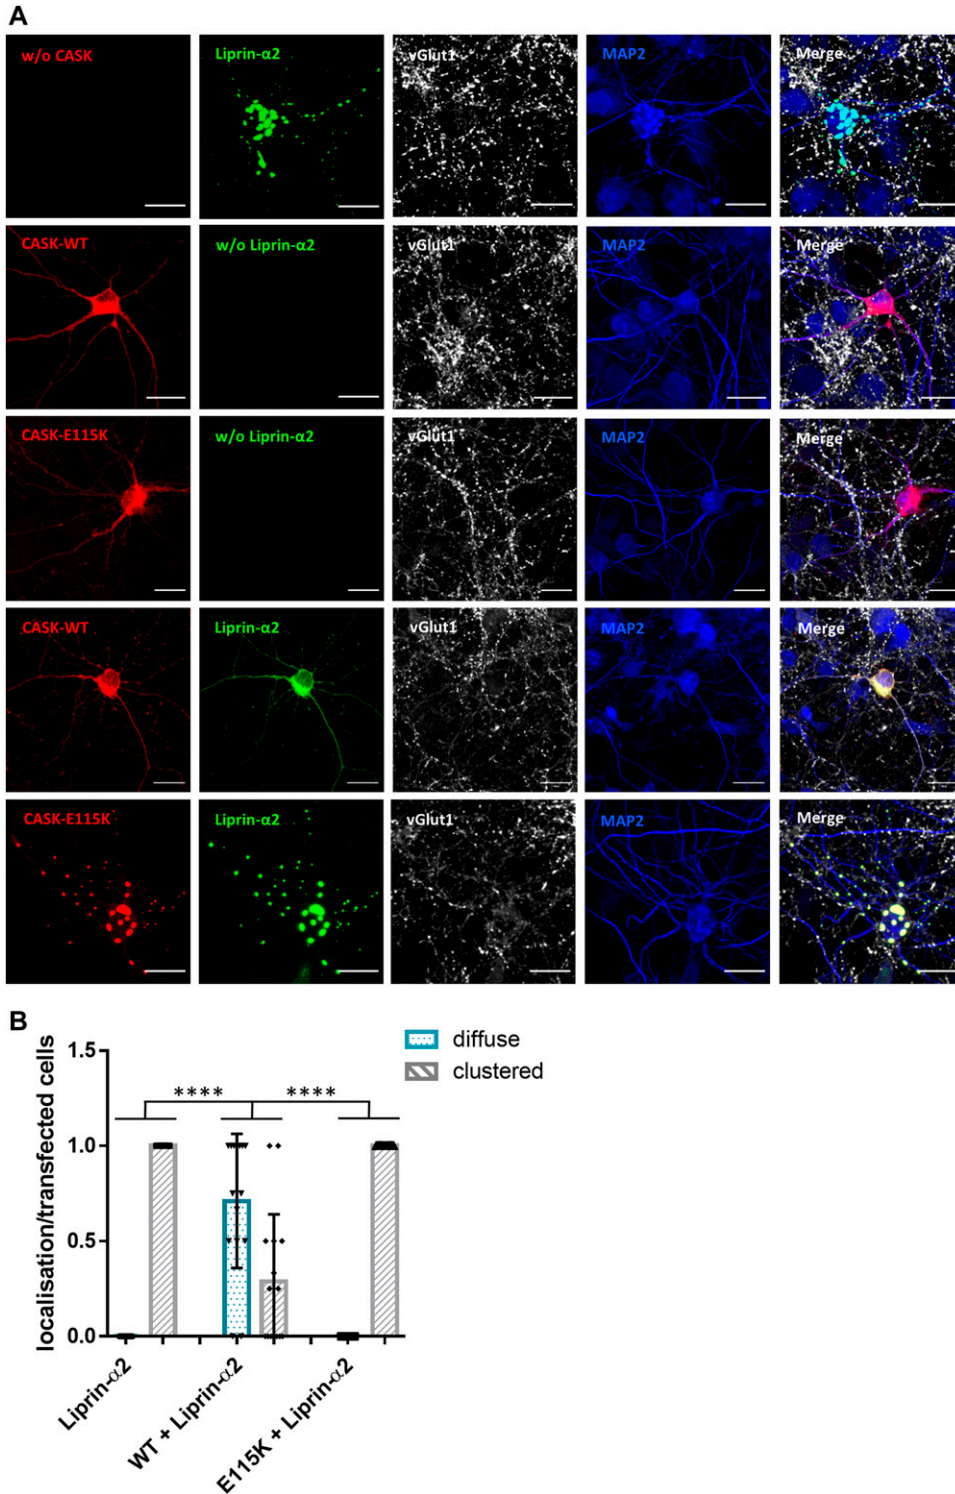 A
w/o CASK Liprin-α2 vGlut1 MAP2 Merge
CASK-WT w/o Liprin-α2 vGlut1 MAP2 Merge
CASK-E115K w/o Liprin-α2 vGlut1 MAP2 Merge
CASK-WT Liprin-α2 vGlut1 MAP2 Merge
CASK-E115K Liprin-α2 vGlut1 MAP2 Merge
B
diffuse
clustered
localisation/transfected cells
1.5
1.0
0.5
0.0
**** ****
Liprin-α2
WT + Liprin-α2
E115K + Liprin-α2